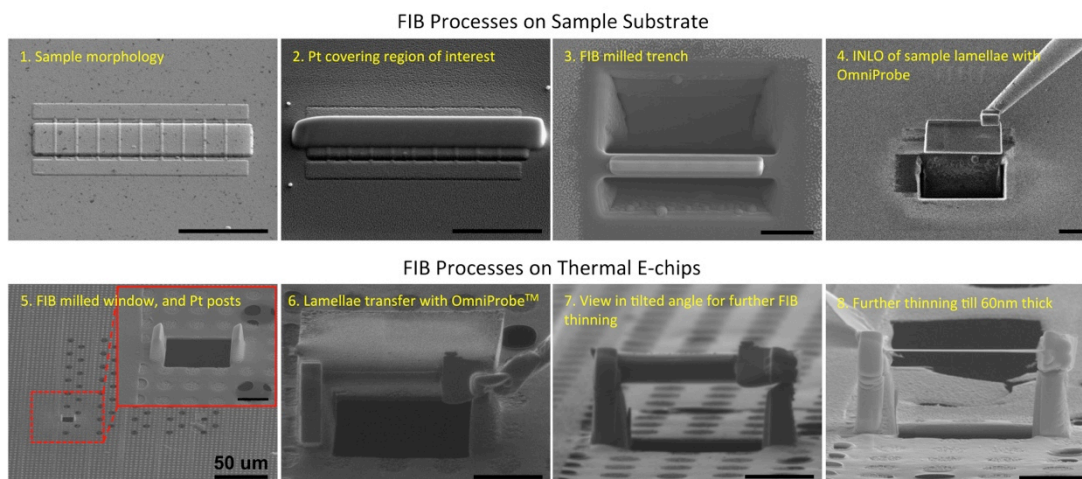 FIB Processes on Sample Substrate
1. Sample morphology
2. Pt covering region of interest
3. FIB milled trench
4. INLO of sample lamellae with
OmniProbe
FIB Processes on Thermal E-chips
5. FIB milled window, and Pt posts
50 um
6. Lamellae transfer with OmniProbe™
7. View in tilted angle for further FIB
thinning
8. Further thinning till 60nm thick